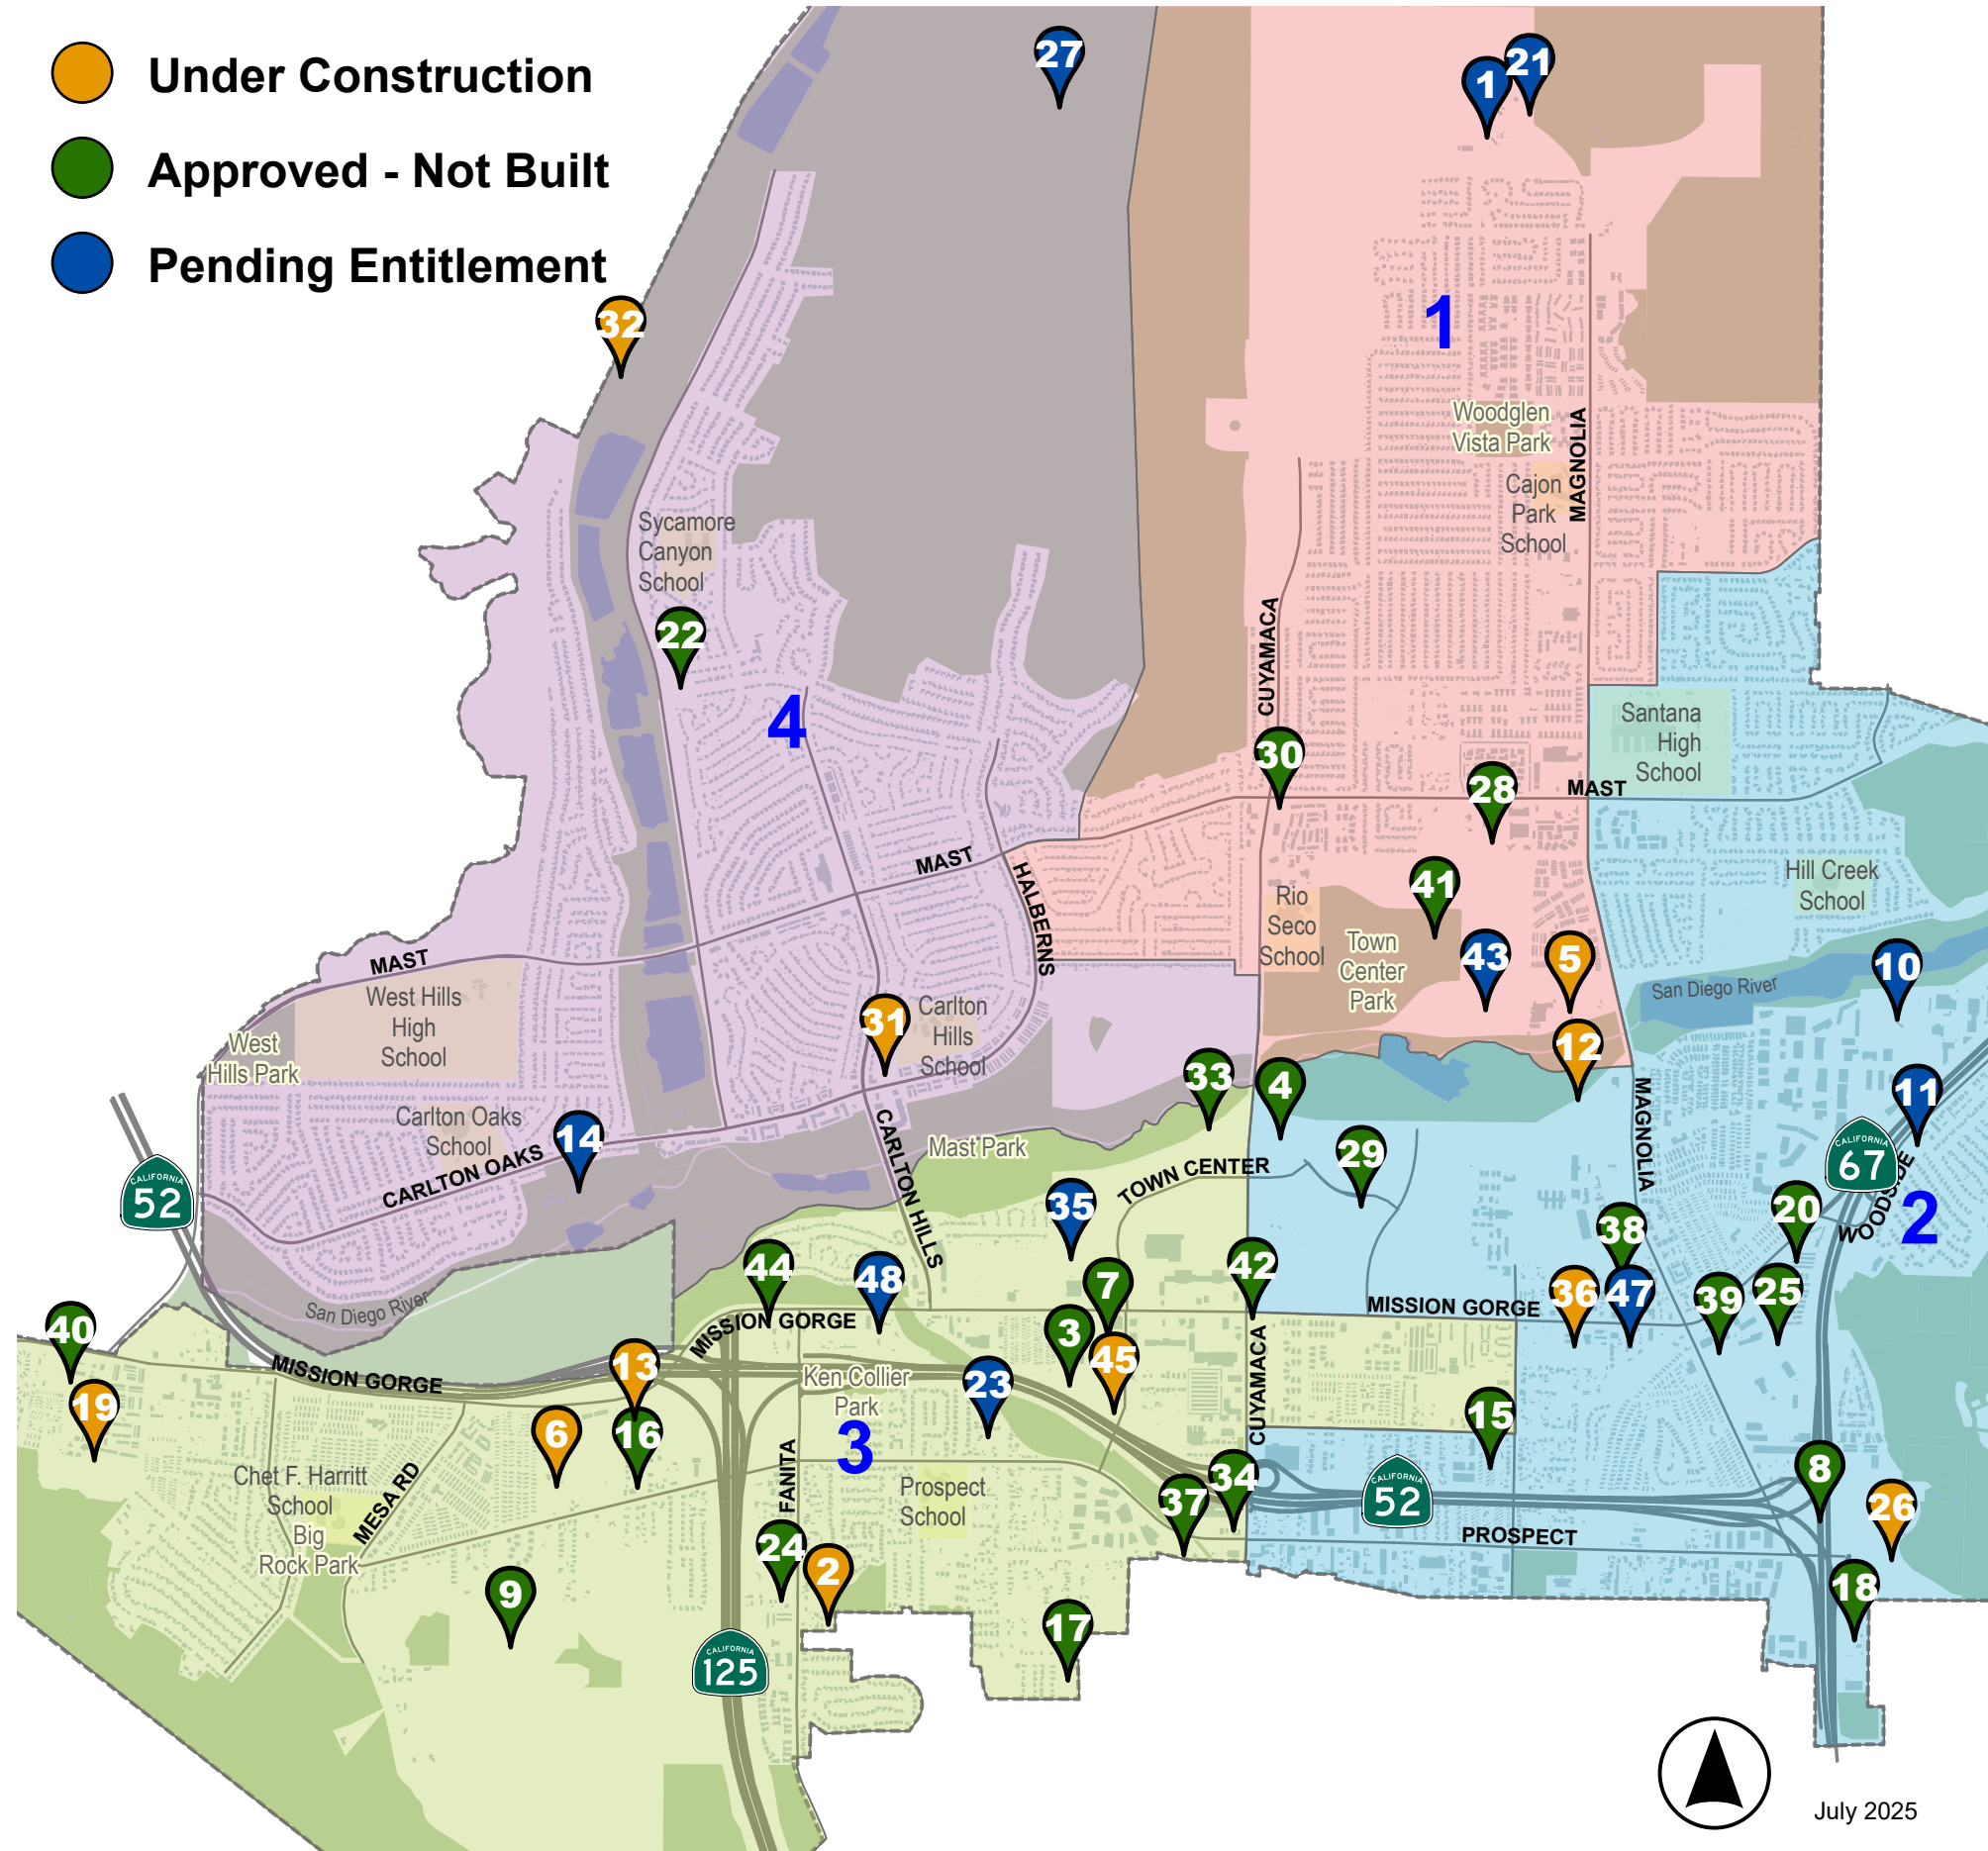 Under Construction
Approved - Not Built
Pending Entitlement
27
1
21
32
1
Woodglen
Vista Park
MAGNOLIA
Cajon
Park
School
Sycamore
Canyon
School
22
4
CUYAMACA
30
28
MAST
Santana
High
School
Hill Creek
School
MAST
HALBERNS
41
Rio
Seco
School
Town
Center
Park
43
5
10
San Diego River
MAST
West Hills
High
School
31
Carlton
Hills
School
12
West
Hills Park
33
4
MAGNOLIA
11
Carlton Oaks
School
14
CARLTON OAKS
CARLTON HILLS
Mast Park
29
TOWN CENTER
CALIFORNIA
67
WOODSIDE
2
CALIFORNIA
52
35
20
38
44
48
7
42
36
47
39
25
MISSION GORGE
San Diego River
MISSION GORGE
40
3
45
CUYAMACA
MISSION GORGE
13
Ken Collier
Park
23
19
6
16
3
15
FANITA
Chet F. Harritt
School
MESA RD
Big
Rock Park
Prospect
School
37
34
CALIFORNIA
52
8
26
PROSPECT
24
2
9
18
17
CALIFORNIA
125
July 2025